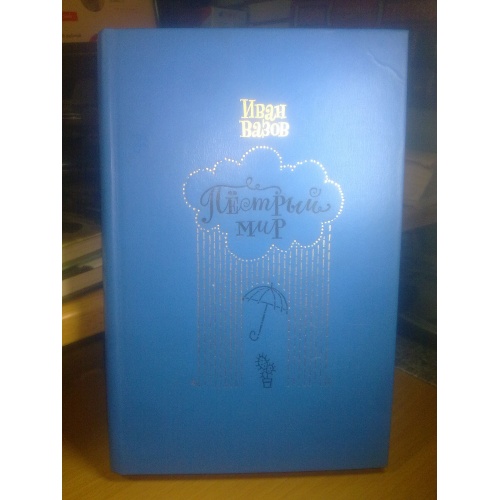 Иван
Вазов
Пёстрый
мир